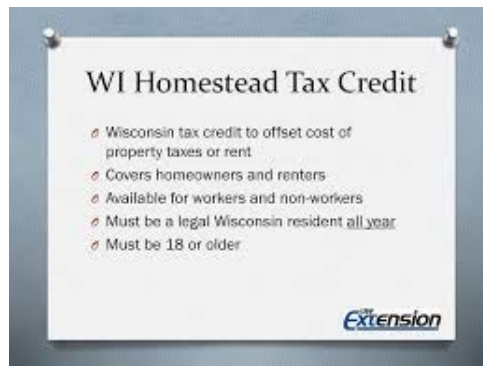 WI Homestead Tax Credit
Wisconsin tax credit to offset cost of
property taxes or rent
Covers homeowners and renters
Available for workers and non-workers
Must be a legal Wisconsin resident all year
Must be 18 or older
Extension